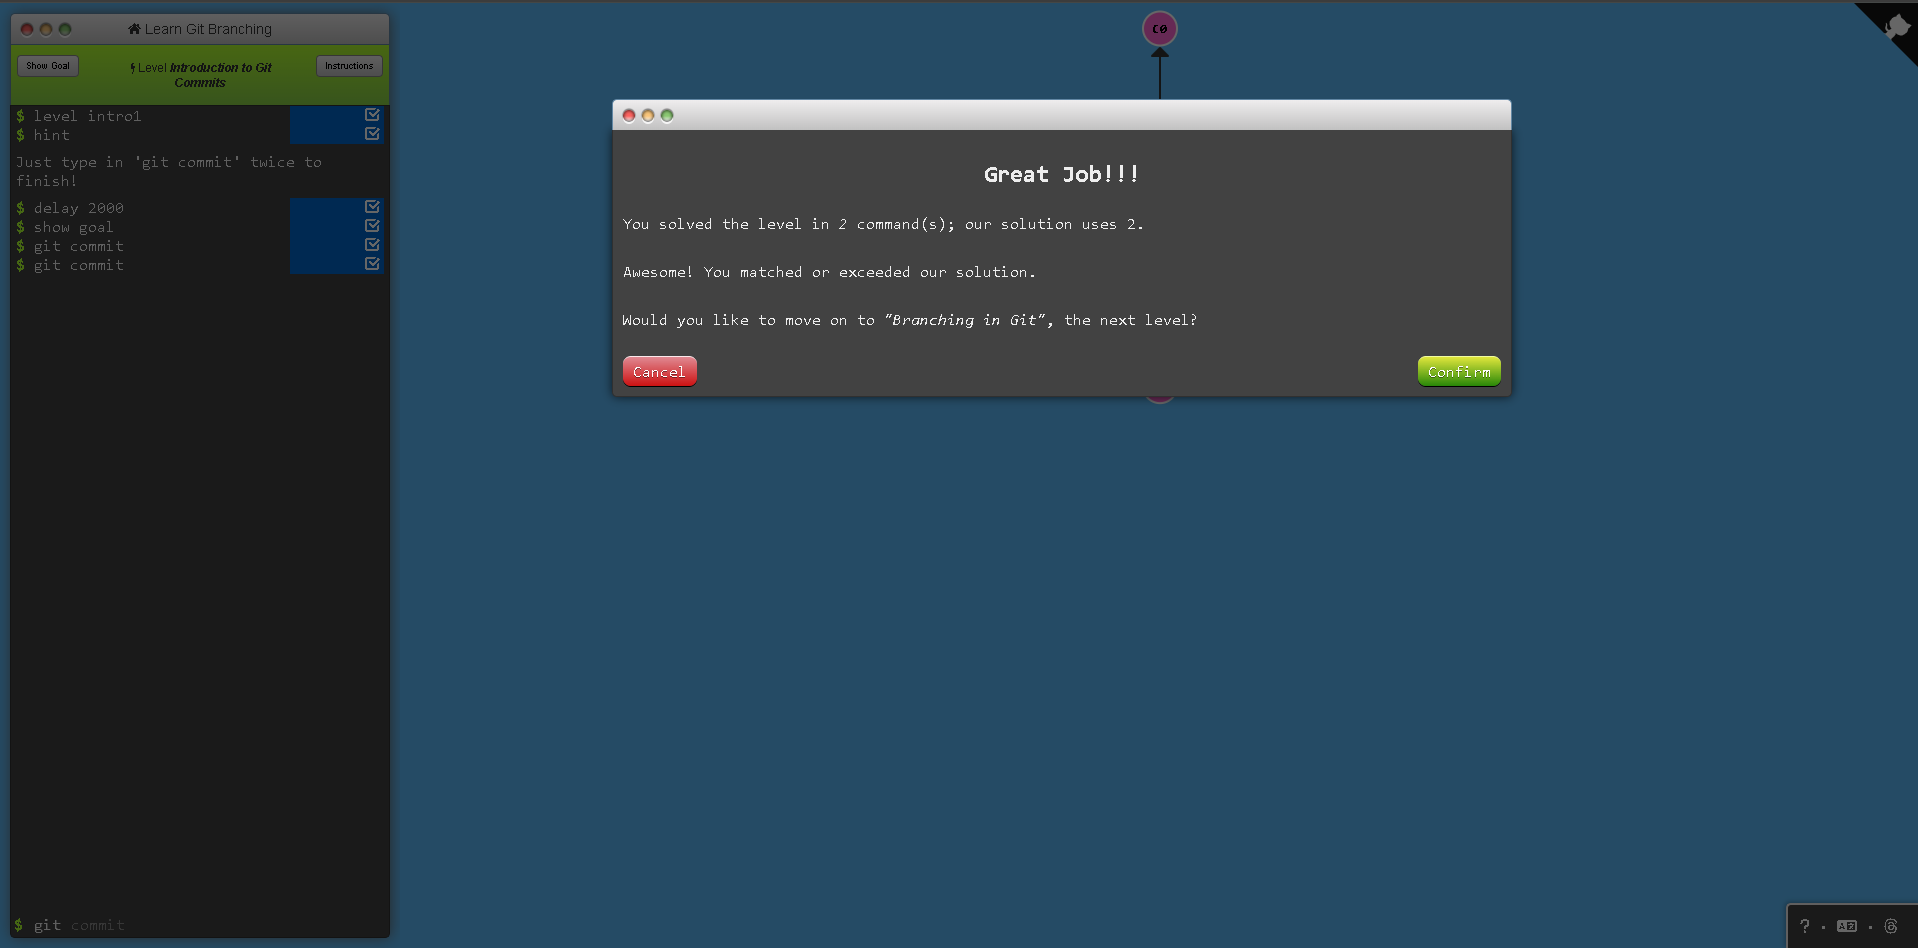 Learn Git Branching
Show Goal
Level Introduction to Git
Commits
Instructions
$ level intro1
$ hint
Just type in 'git commit' twice to
finish!
$ delay 2000
$ show goal
$ git commit
$ git commit
$ git commit
C0
Great Job!!!
You solved the level in 2 command(s); our solution uses 2.
Awesome! You matched or exceeded our solution.
Would you like to move on to "Branching in Git", the next level?
Cancel
Confirm
?